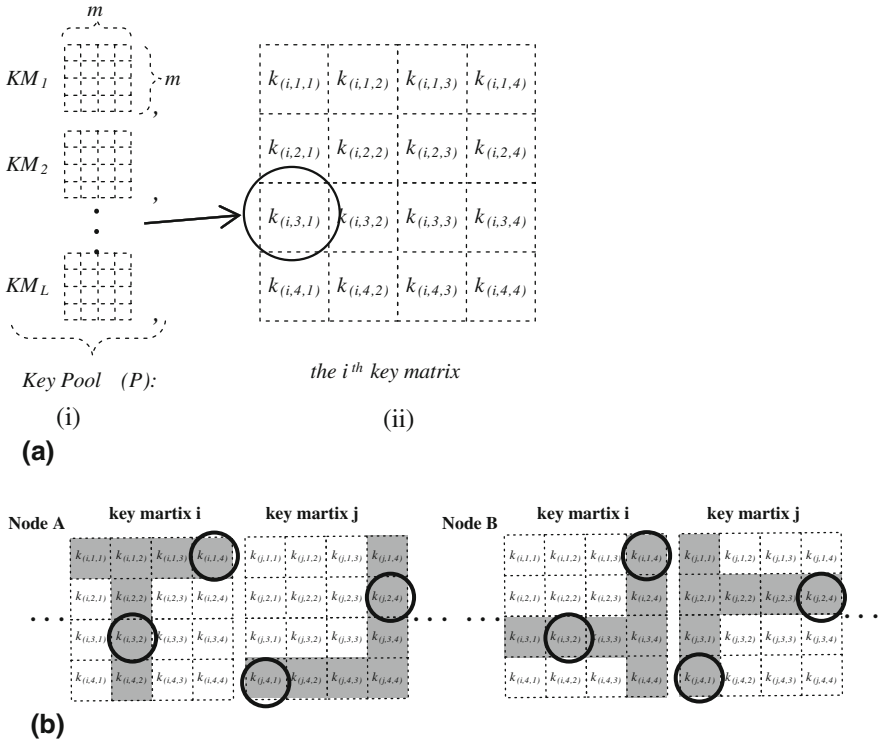 m
KM1
m
,
KM2
,
KML
,
Key Pool (P):
(i)
k(i,1,1) k(i,1,2) k(i,1,3) k(i,1,4)
k(i,2,1) k(i,2,2) k(i,2,3) k(i,2,4)
k(i,3,1) k(i,3,2) k(i,3,3) k(i,3,4)
k(i,4,1) k(i,4,2) k(i,4,3) k(i,4,4)
the i th key matrix
(ii)
(a)
Node A
key martix i
k(i,1,1) k(i,1,2) k(i,1,3) k(i,1,4)
k(i,2,1) k(i,2,2) k(i,2,3) k(i,2,4)
k(i,3,1) k(i,3,2) k(i,3,3) k(i,3,4)
k(i,4,1) k(i,4,2) k(i,4,3) k(i,4,4)
key martix j
k(j,1,1) k(j,1,2) k(j,1,3) k(j,1,4)
k(j,2,1) k(j,2,2) k(j,2,3) k(j,2,4)
k(j,3,1) k(j,3,2) k(j,3,3) k(j,3,4)
k(j,4,1) k(j,4,2) k(j,4,3) k(j,4,4)
Node B
key martix i
k(i,1,1) k(i,1,2) k(i,1,3) k(i,1,4)
k(i,2,1) k(i,2,2) k(i,2,3) k(i,2,4)
k(i,3,1) k(i,3,2) k(i,3,3) k(i,3,4)
k(i,4,1) k(i,4,2) k(i,4,3) k(i,4,4)
key martix j
k(j,1,1) k(j,1,2) k(j,1,3) k(j,1,4)
k(j,2,1) k(j,2,2) k(j,2,3) k(j,2,4)
k(j,3,1) k(j,3,2) k(j,3,3) k(j,3,4)
k(j,4,1) k(j,4,2) k(j,4,3) k(j,4,4)
(b)